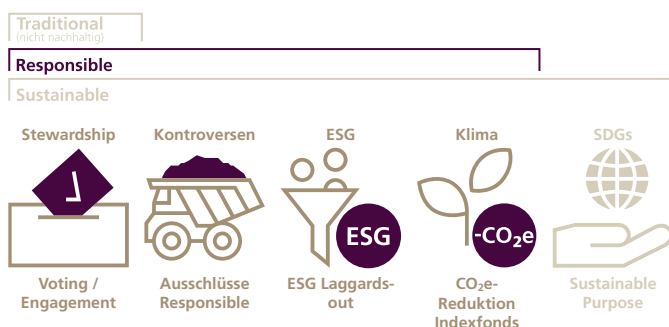 Traditional
(nicht nachhaltig)
Responsible
Sustainable
Stewardship
Kontroversen
ESG
Klima
SDGs
ESG
-CO₂e
Voting /
Engagement
Ausschlüsse
Responsible
ESG Laggards-
out
CO₂e-
Reduktion
Indexfonds
Sustainable
Purpose